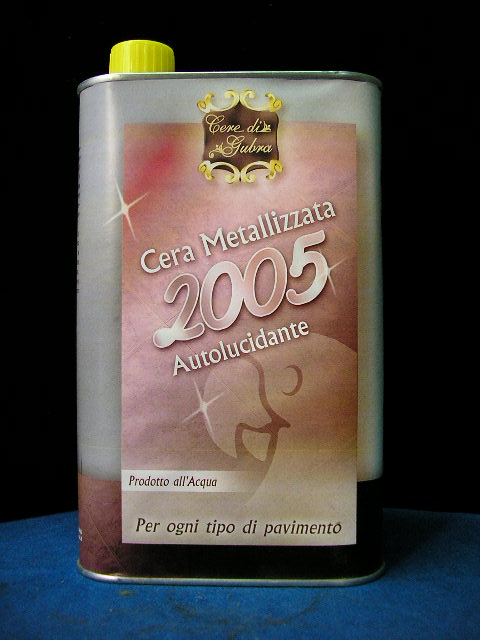 Cere di
Gubra
Cera Metallizzata
2005
Autolucidante
Prodotto all'Acqua
Per ogni tipo di pavimento